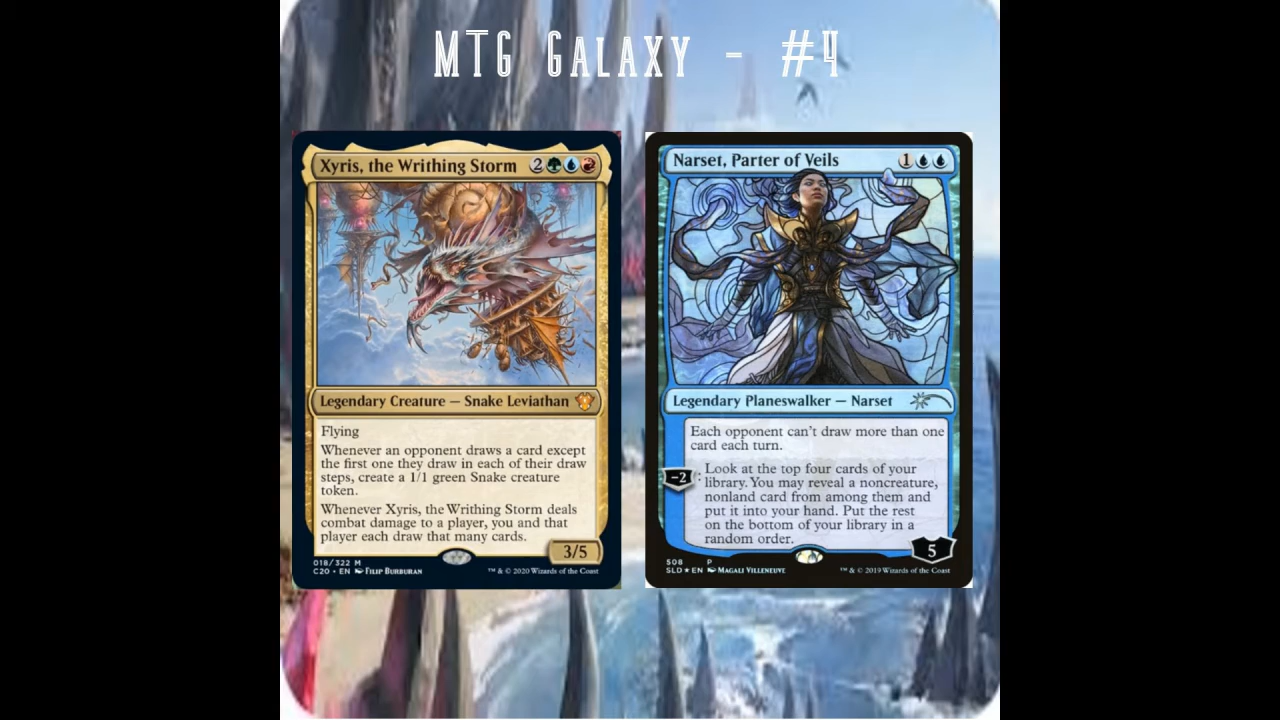 MTG GALAXY - #4
Xyris, the Writhing Storm 2
Legendary Creature — Snake Leviathan
Flying
Whenever an opponent draws a card except
the first one they draw in each of their draw
steps, create a 1/1 green Snake creature
token.
Whenever Xyris, the Writhing Storm deals
combat damage to a player, you and that
player each draw that many cards.
3/5
018/322 M
C20 • EN Filip Burburan ™ & © 2020 Wizards of the Coast
Narset, Parter of Veils 1
Legendary Planeswalker — Narset
Each opponent can't draw more than one
card each turn.
-2 : Look at the top four cards of your
library. You may reveal a noncreature,
nonland card from among them and
put it into your hand. Put the rest
on the bottom of your library in a
random order.
5
508 P
SLD ★ EN Magali Villeneuve ™ & © 2019 Wizards of the Coast